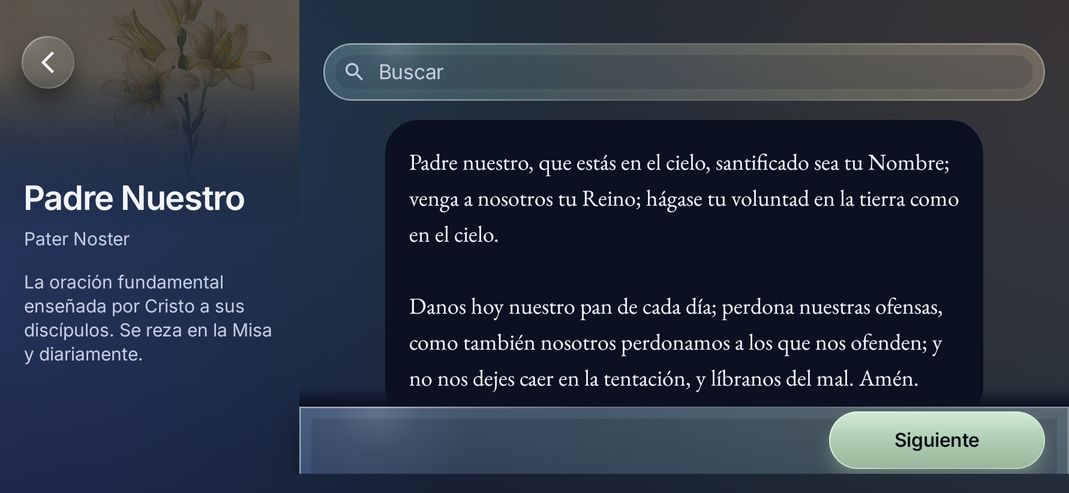 Padre Nuestro
Pater Noster
La oración fundamental
enseñada por Cristo a sus
discípulos. Se reza en la Misa
y diariamente.
Buscar
Padre nuestro, que estás en el cielo, santificado sea tu Nombre;
venga a nosotros tu Reino; hágase tu voluntad en la tierra como
en el cielo.
Danos hoy nuestro pan de cada día; perdona nuestras ofensas,
como también nosotros perdonamos a los que nos ofenden; y
no nos dejes caer en la tentación, y líbranos del mal. Amén.
Siguiente